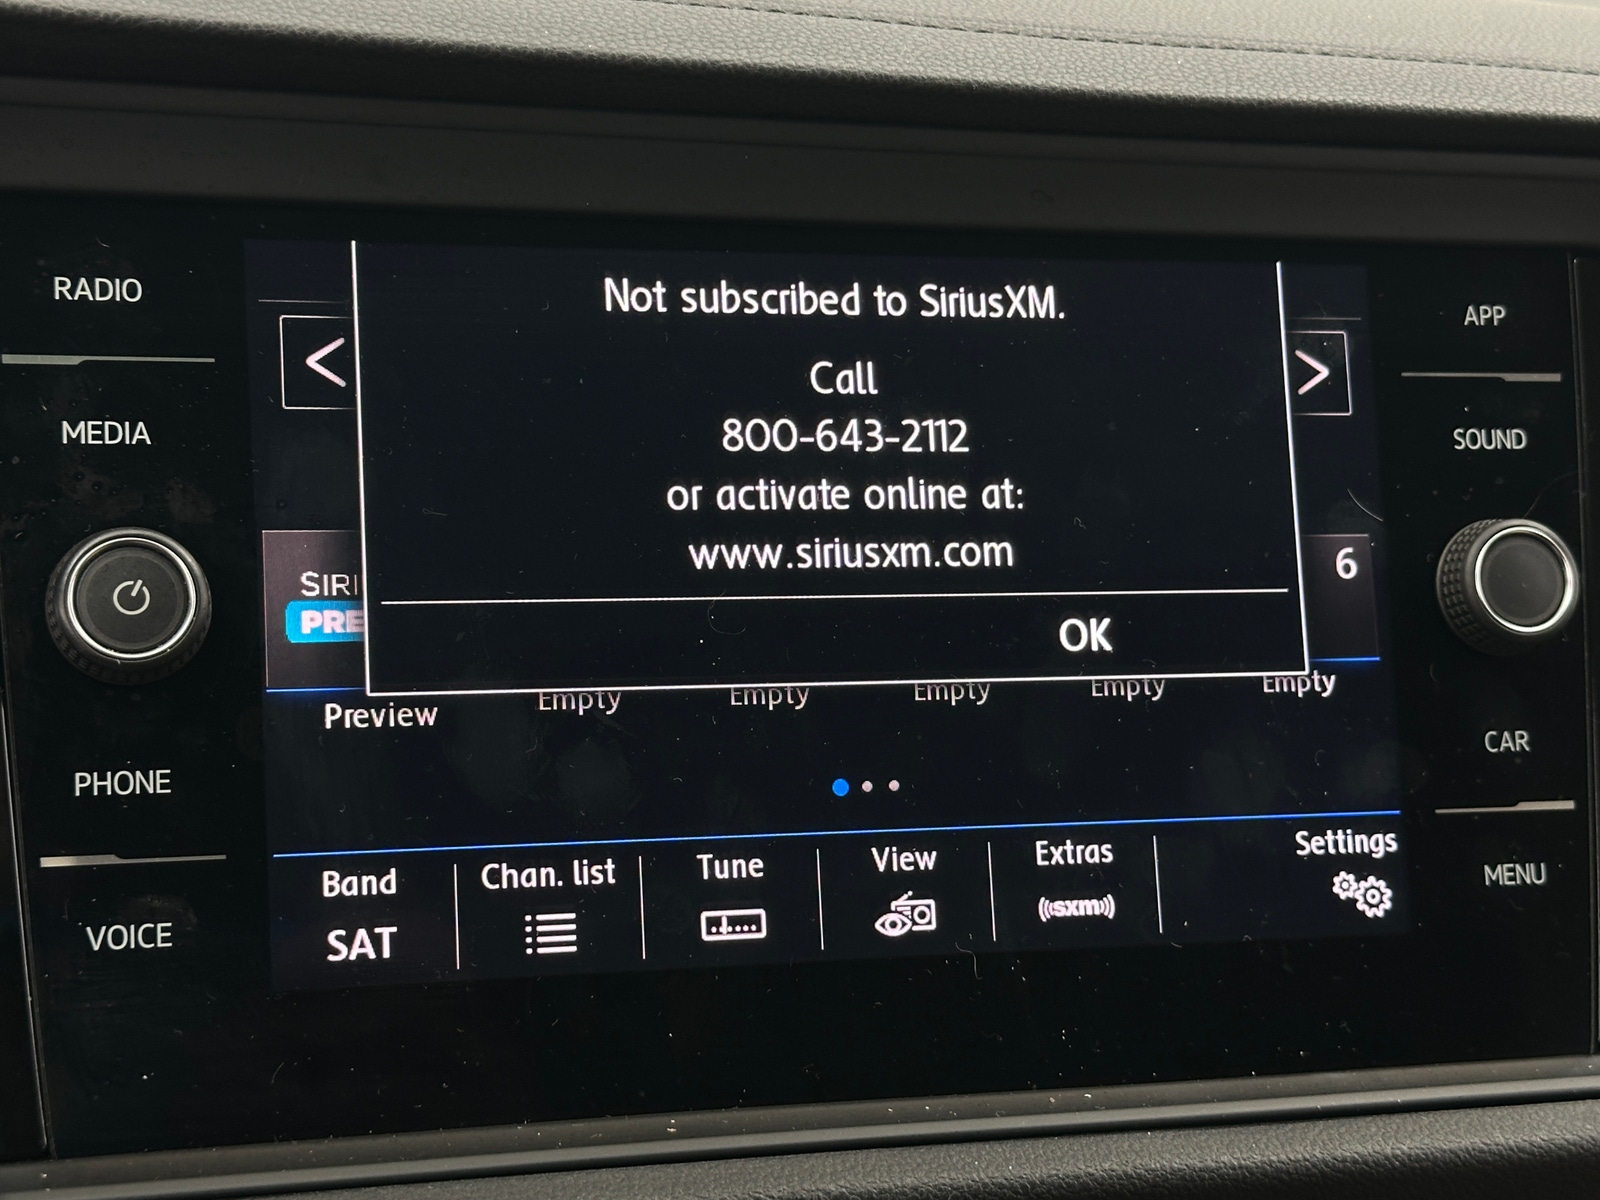 RADIO
MEDIA
PHONE
VOICE
APP
SOUND
CAR
MENU
<
>
Not subscribed to SiriusXM.
Call
800-643-2112
or activate online at:
www.siriusxm.com
OK
SIRI
PRE
6
Preview
Empty
Empty
Empty
Empty
Empty
Band
SAT
Chan. list
Tune
View
Extras
((sxm))
Settings